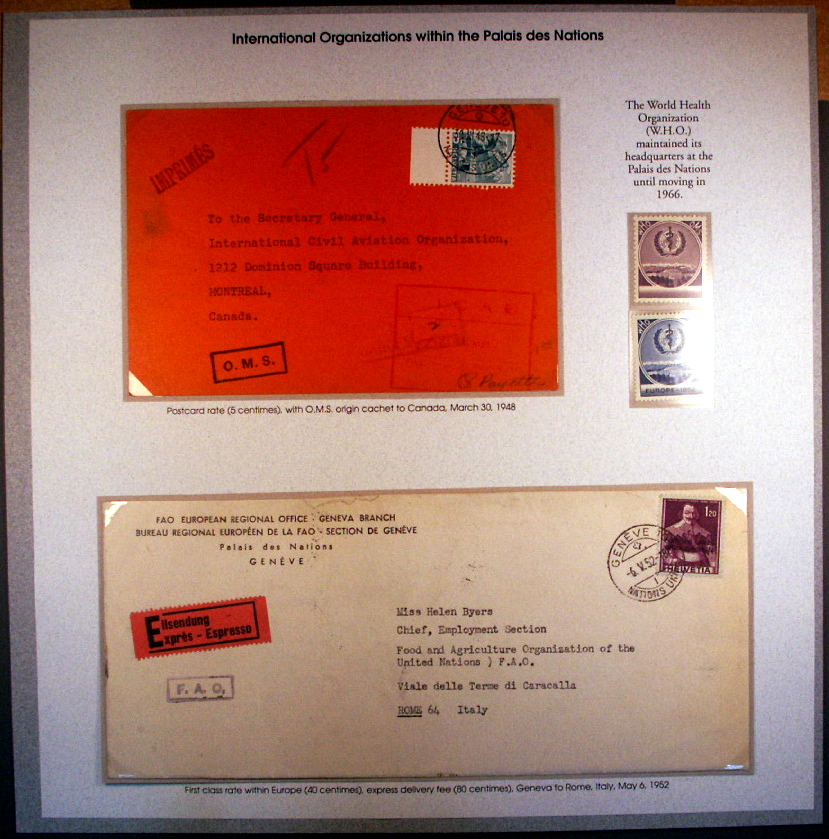 International Organizations within the Palais des Nations
IMPRIMÉS
To the Secretary General,
International Civil Aviation Organization,
1212 Dominion Square Building,
MONTREAL,
Canada.
O.M.S.
Postcard rate (5 centimes), with O.M.S. origin cachet to Canada, March 30, 1948
The World Health
Organization
(W.H.O.)
maintained its
headquarters at the
Palais des Nations
until moving in
1966.
FAO EUROPEAN REGIONAL OFFICE - GENEVA BRANCH
BUREAU REGIONAL EUROPÉEN DE LA FAO - SECTION DE GENÈVE
Palais des Nations
GENÈVE
GENÈVE
-6.V.52
NATIONS
1.20
HELVETIA
Eilsendung
Exprès - Espresso
F.A.O.
Miss Helen Byers
Chief, Employment Section
Food and Agriculture Organization of the
United Nations ) F.A.O.
Viale delle Terme di Caracalla
ROME 64 Italy
First class rate within Europe (40 centimes), express delivery fee (80 centimes), Geneva to Rome, Italy, May 6, 1952